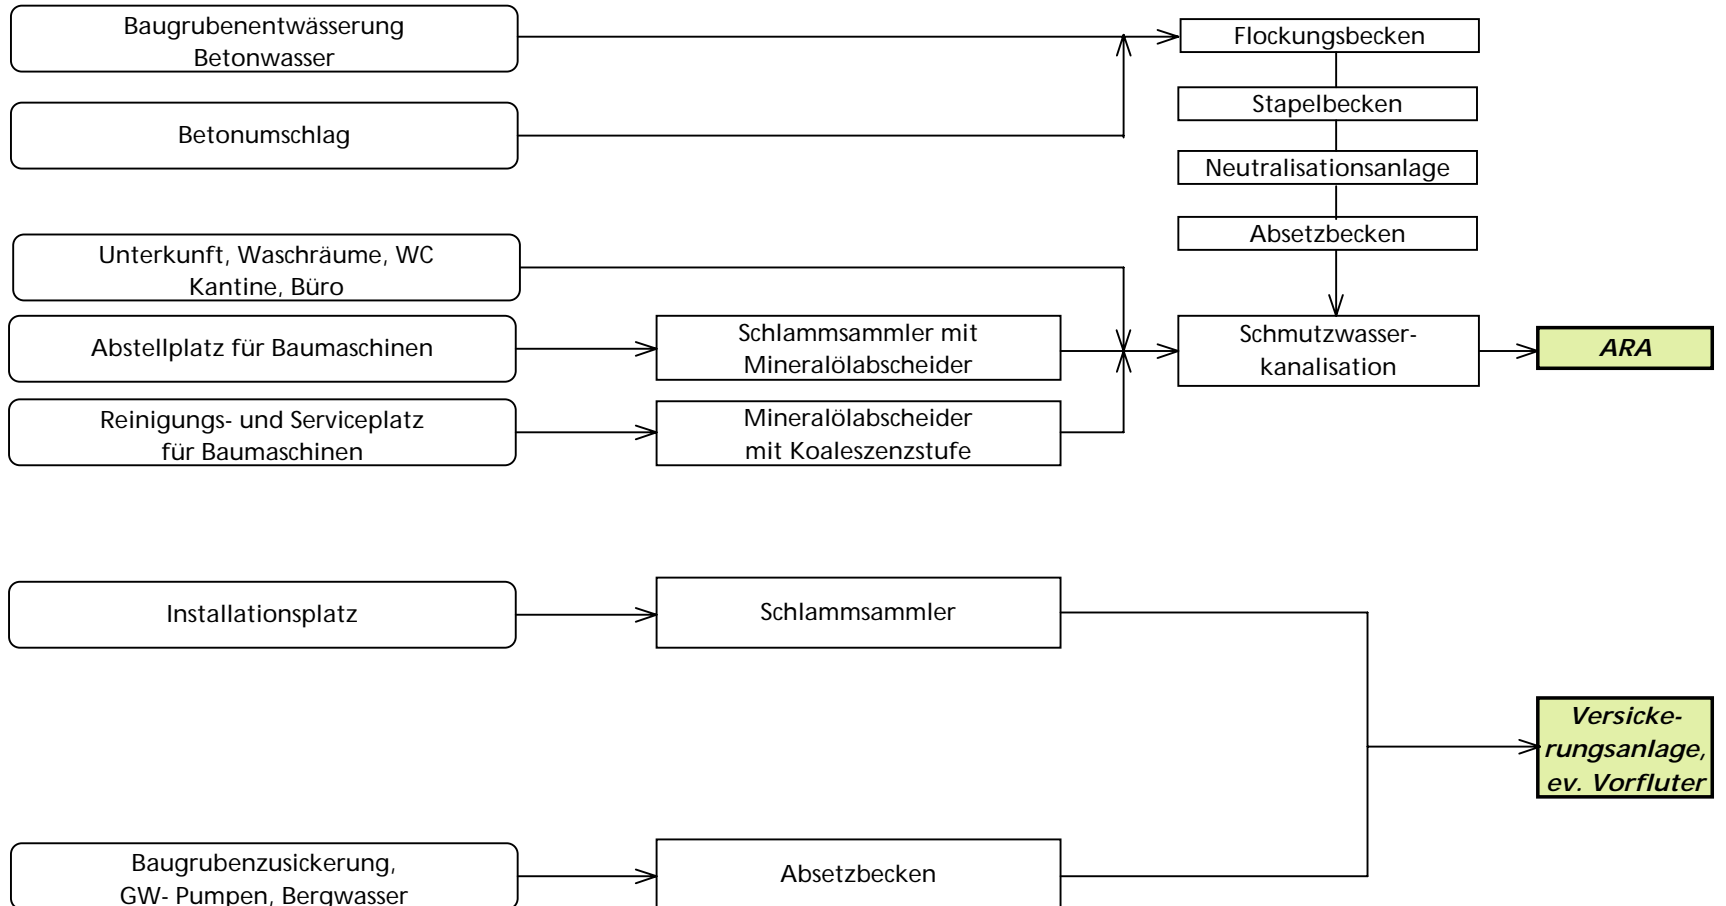 Baugrubenentwässerung
Betonwasser
Flockungsbecken
Stapelbecken
Betonumschlag
Neutralisationsanlage
Absetzbecken
Unterkunft, Waschräume, WC
Kantine, Büro
Abstellplatz für Baumaschinen
Schlammsammler mit
Mineralölabscheider
Schmutzwasser-
kanalisation
ARA
Reinigungs- und Serviceplatz
für Baumaschinen
Mineralölabscheider
mit Koaleszenzstufe
Installationsplatz
Schlammsammler
Versicke-
rungsanlage,
ev. Vorfluter
Baugrubenzusickerung,
GW- Pumpen, Bergwasser
Absetzbecken